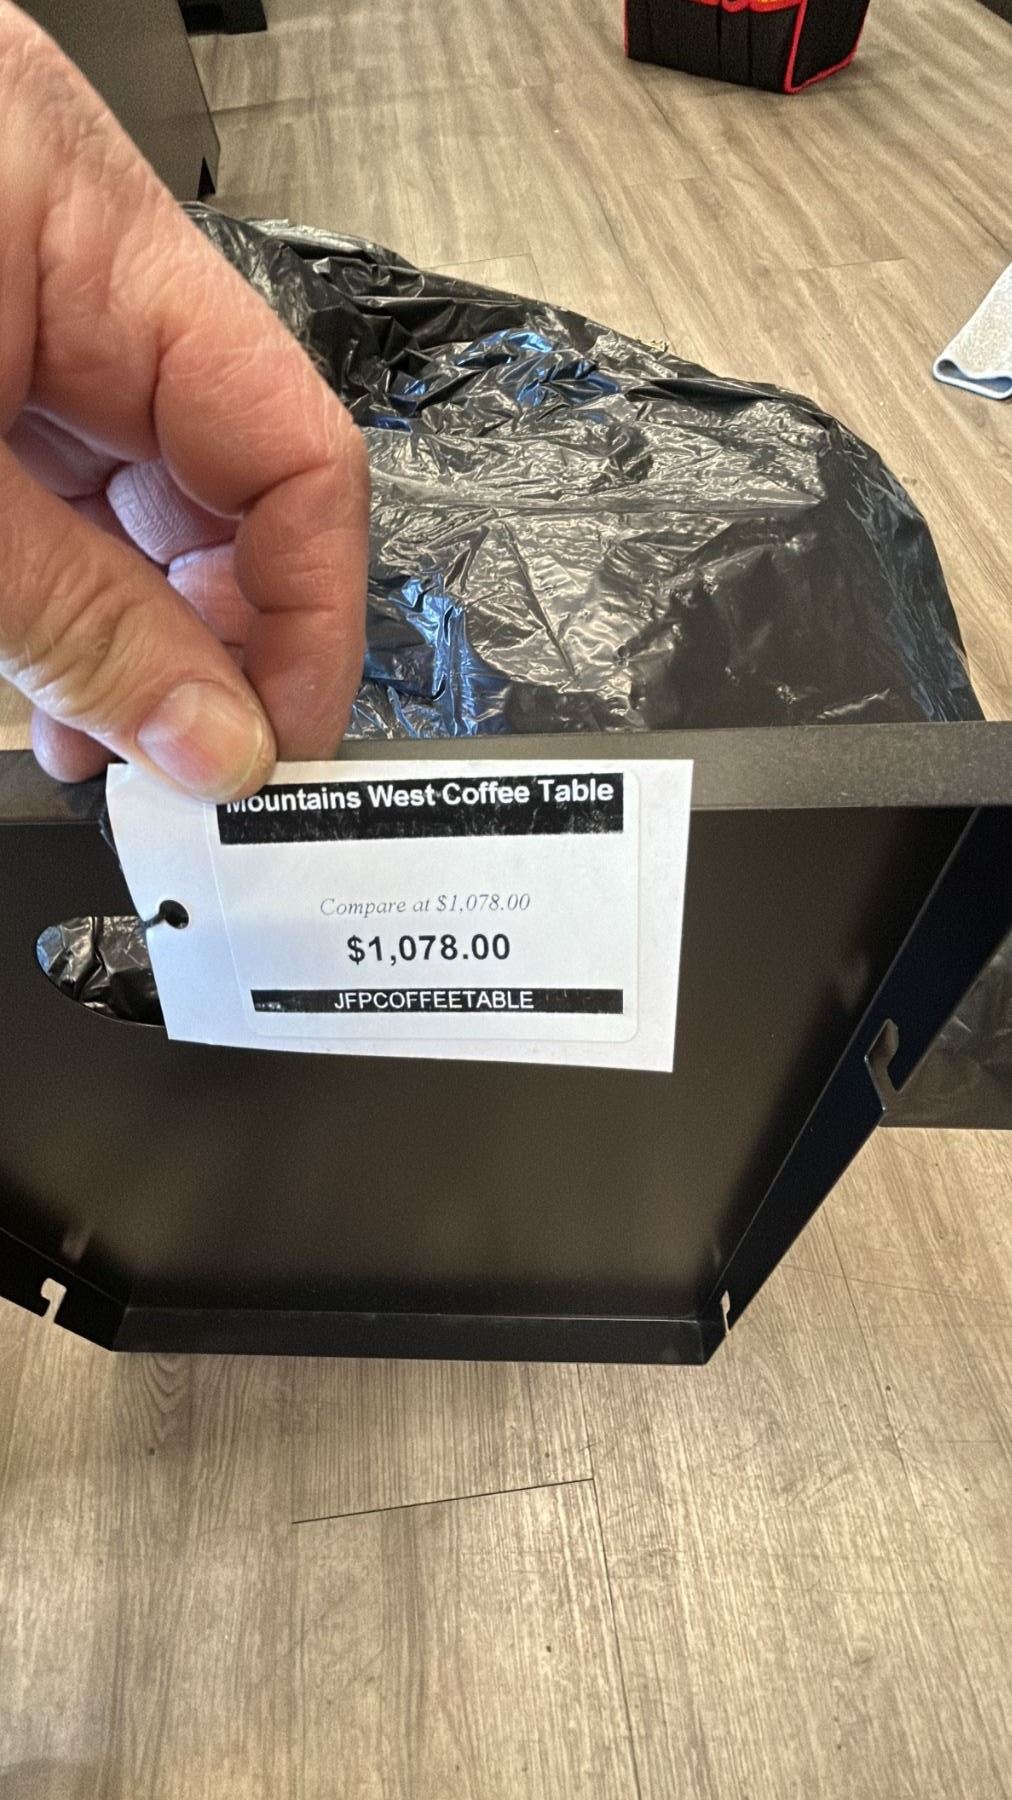 Mountains West Coffee Table
Compare at $1,078.00
$1,078.00
JFPCOFFEETABLE